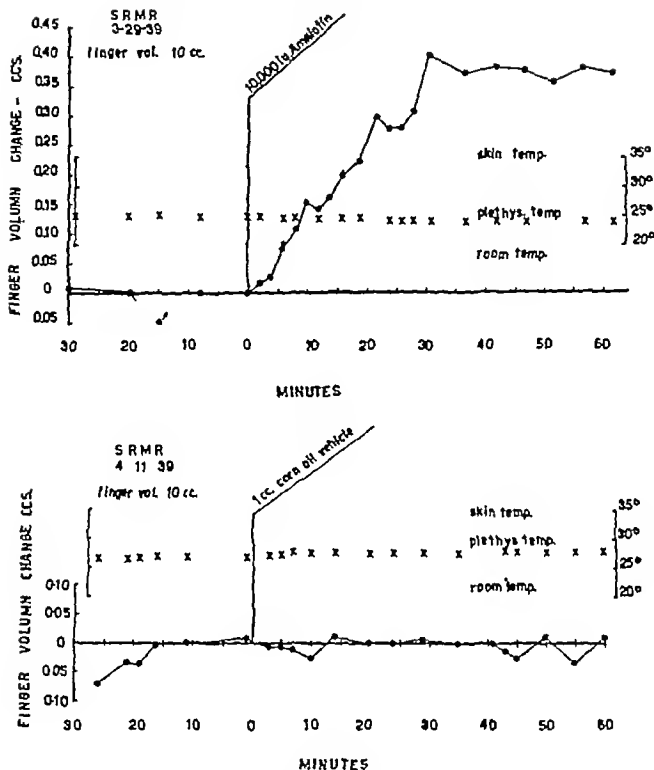 S R M R
3-29-39
finger vol. 10 cc.
10,000 I.U. Amniotin
FINGER VOLUMN CHANGE - CCS.
0.45
0.40
0.35
0.30
0.25
0.20
0.15
0.10
0.05
0
0.05
skin temp.
plethys. temp
room temp.
35°
30°
25°
20°
30 20 10 0 10 20 30 40 50 60
MINUTES
S R M R
4 11 39
finger vol. 10 cc.
1 cc. corn oil vehicle
FINGER VOLUMN CHANGE CCS.
0.10
0.05
0
0.05
0.10
skin temp.
plethys temp.
room temp.
35°
30°
25°
20°
30 20 10 0 10 20 30 40 50 60
MINUTES